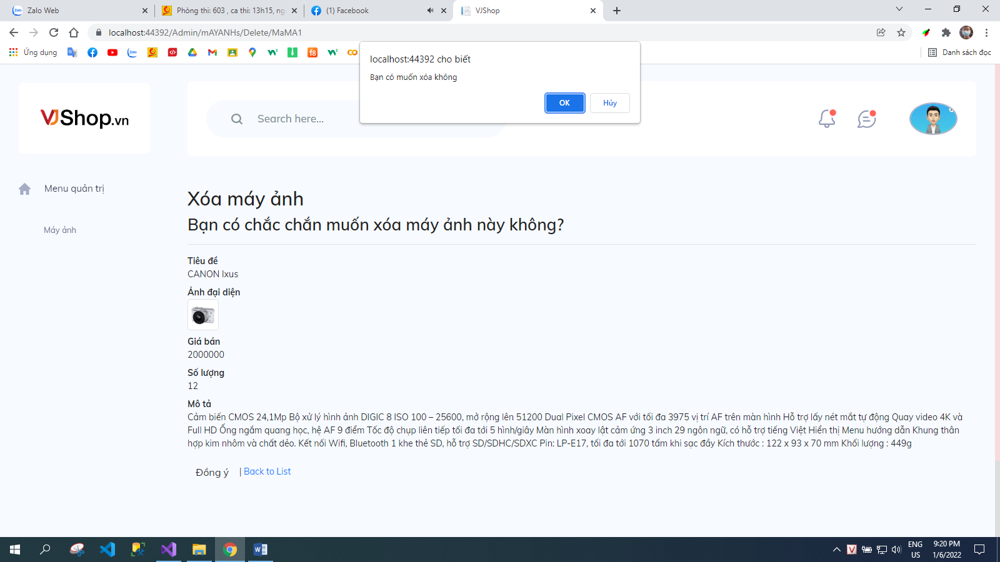 Zalo Web
Phòng thi: 603 , ca thi: 13h15, ng
(1) Facebook
VJShop
localhost:44392/Admin/mAYANHs/Delete/MaMA1
Ứng dụng
Danh sách đọc
localhost:44392 cho biết
Bạn có muốn xóa không
OK
Hủy
VJShop.vn
Search here...
Menu quản trị
Máy ảnh
Xóa máy ảnh
Bạn có chắc chắn muốn xóa máy ảnh này không?
Tiêu đề
CANON Ixus
Ảnh đại diện
Giá bán
2000000
Số lượng
12
Mô tả
Cảm biến CMOS 24,1Mp Bộ xử lý hình ảnh DIGIC 8 ISO 100 – 25600, mở rộng lên 51200 Dual Pixel CMOS AF với tối đa 3975 vị trí AF trên màn hình Hỗ trợ lấy nét mắt tự động Quay video 4K và
Full HD Ống ngắm quang học, hệ AF 9 điểm Tốc độ chụp liên tiếp tối đa tới 5 hình/giây Màn hình xoay lật cảm ứng 3 inch 29 ngôn ngữ, có hỗ trợ tiếng Việt Hiển thị Menu hướng dẫn Khung thân
hợp kim nhôm và chất dẻo. Kết nối Wifi, Bluetooth 1 khe thẻ SD, hỗ trợ SD/SDHC/SDXC Pin: LP-E17, tối đa tới 1070 tấm khi sạc đầy Kích thước : 122 x 93 x 70 mm Khối lượng : 449g
Đồng ý | Back to List
ENG
US
9:20 PM
1/6/2022